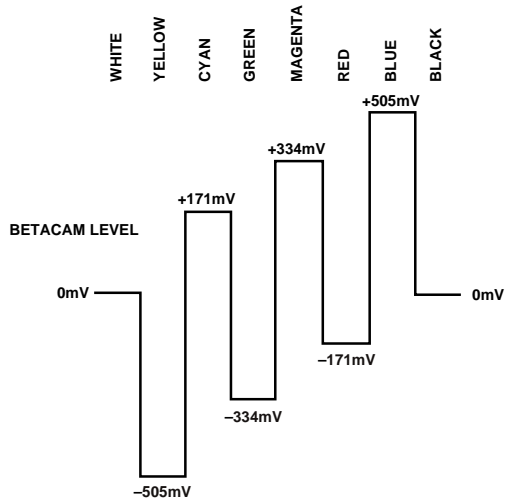 WHITE
YELLOW
CYAN
GREEN
MAGENTA
RED
BLUE
BLACK
+505mV
+334mV
+171mV
BETACAM LEVEL
0mV
0mV
–171mV
–334mV
–505mV